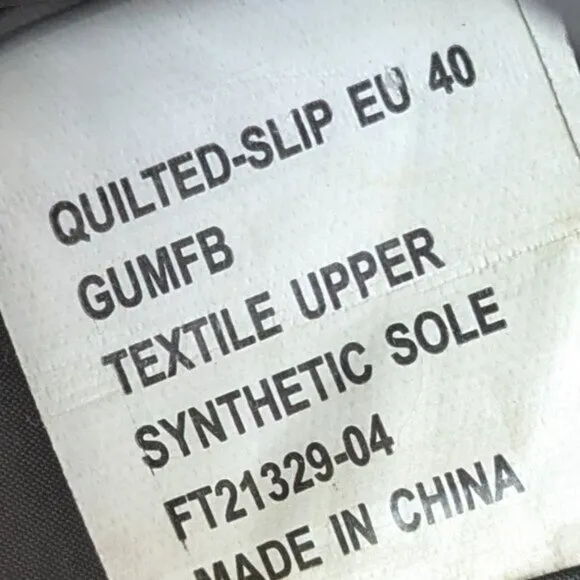 QUILTED-SLIP EU 40
GUMFB
TEXTILE UPPER
SYNTHETIC SOLE
FT21329-04
MADE IN CHINA